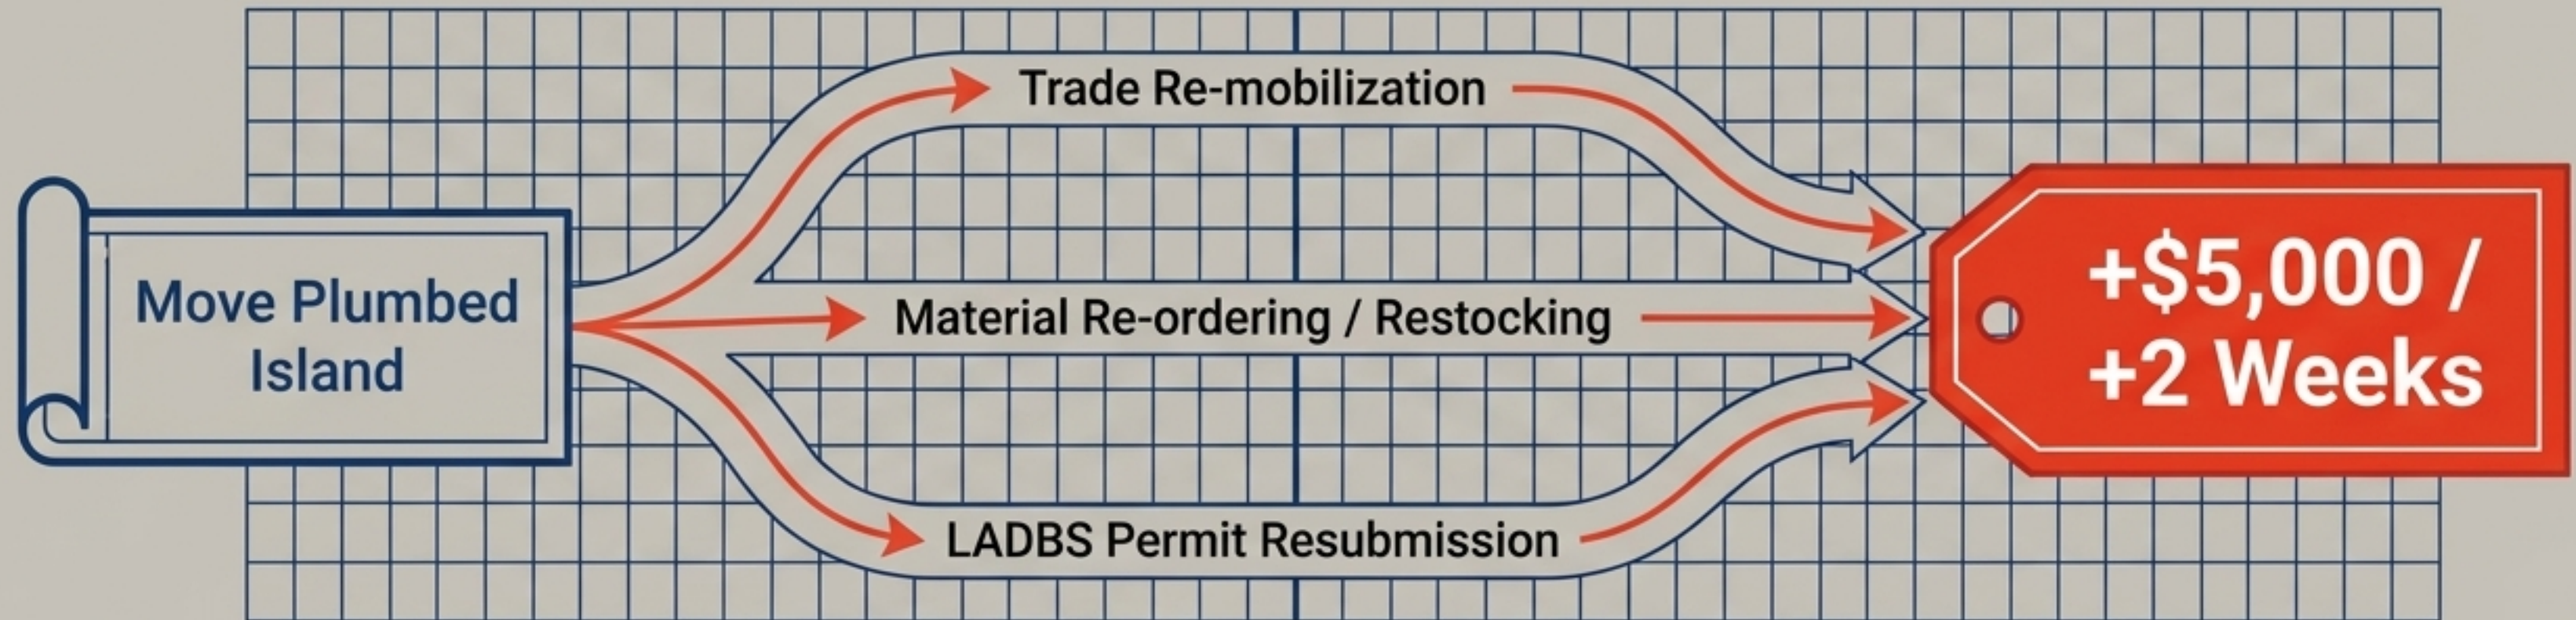 Move Plumbed
Island
Trade Re-mobilization
Material Re-ordering / Restocking
LADBS Permit Resubmission
+$5,000 /
+2 Weeks